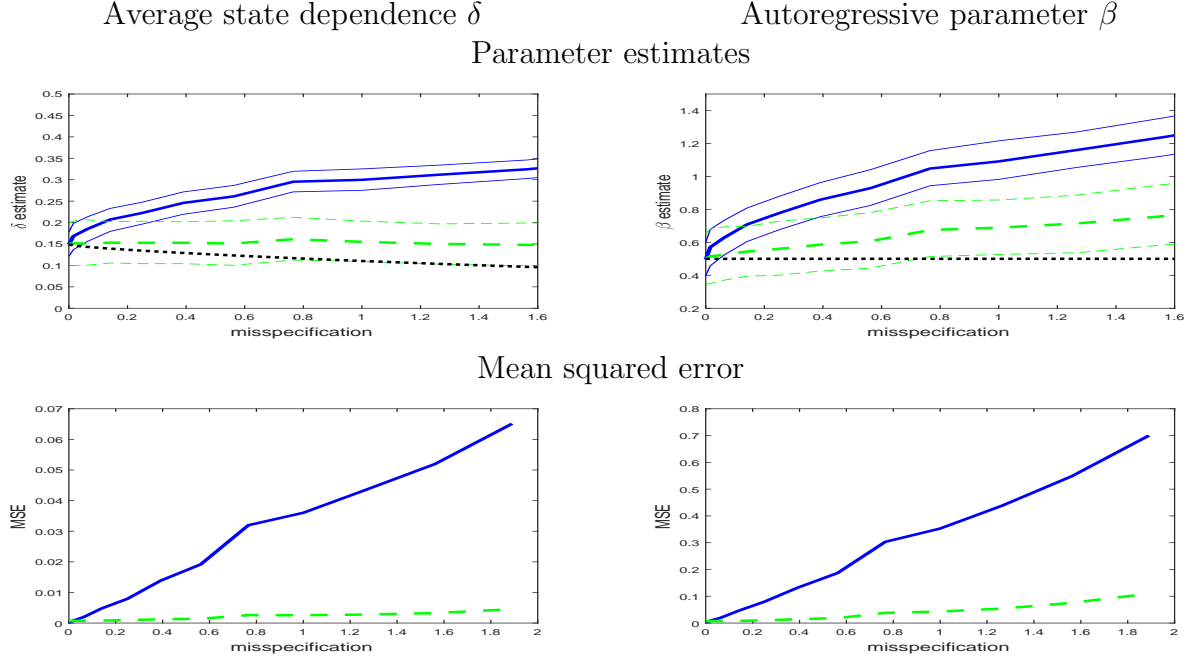 Average state dependence δ
Autoregressive parameter β
Parameter estimates
0.5
0.45
0.4
0.35
0.3
0.25
0.2
0.15
0.1
0.05
0
δ estimate
0 0.2 0.4 0.6 0.8 1 1.2 1.4 1.6
misspecification
1.4
1.2
1
0.8
0.6
0.4
0.2
β estimate
0 0.2 0.4 0.6 0.8 1 1.2 1.4 1.6
misspecification
Mean squared error
0.07
0.06
0.05
0.04
0.03
0.02
0.01
0
MSE
0 0.2 0.4 0.6 0.8 1 1.2 1.4 1.6 1.8 2
misspecification
0.8
0.7
0.6
0.5
0.4
0.3
0.2
0.1
0
MSE
0 0.2 0.4 0.6 0.8 1 1.2 1.4 1.6 1.8 2
misspecification